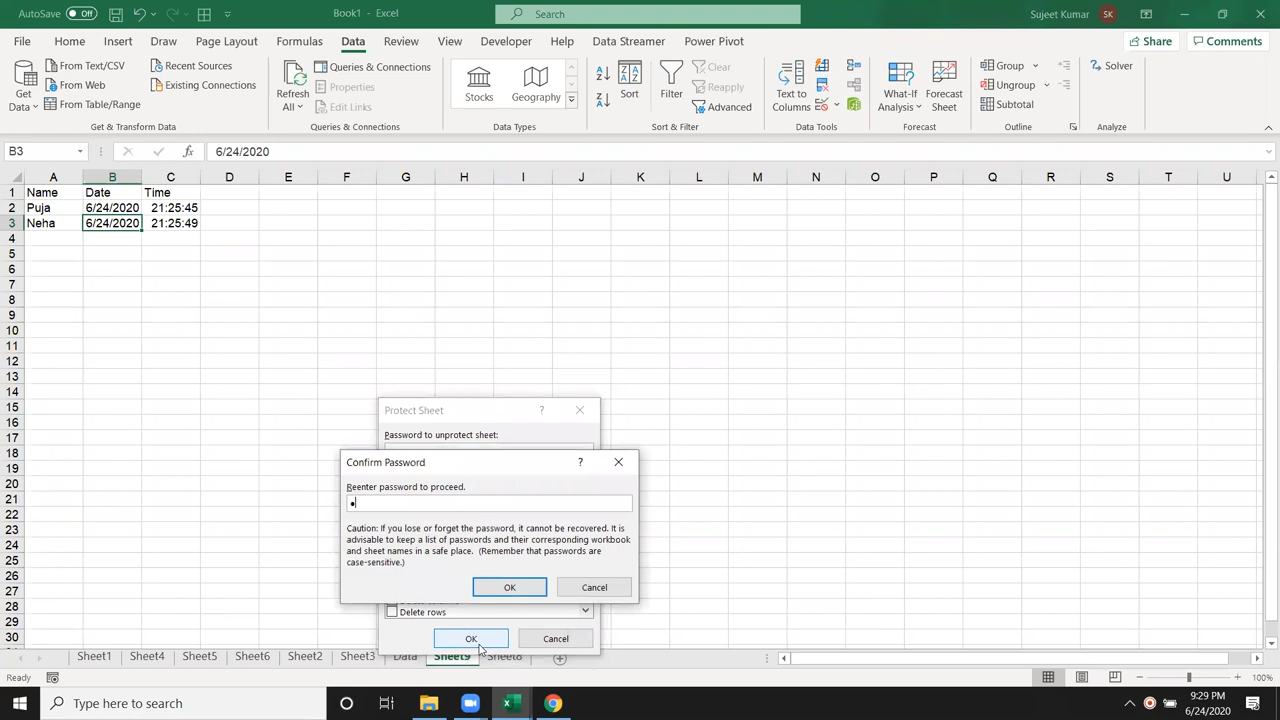 AutoSave Off Book1 Search Sujeet Kumar SK
File Home Insert Draw Page Layout Formulas Data Review View Developer Help Data Streamer Power Pivot Share Comments
Get Data
From Text/CSV
From Web
From Table/Range
Recent Sources
Existing Connections
Get & Transform Data
Refresh All
Queries & Connections
Properties
Edit Links
Queries & Connections
Stocks Geography
Data Types
Sort
Filter
Clear
Reapply
Advanced
Sort & Filter
Text to Columns
Data Tools
What-If Analysis
Forecast Sheet
Forecast
Group
Ungroup
Subtotal
Outline
Solver
Analyze
B3 fx 6/24/2020
A B C D E F G H I J K L M N O P Q R S T U
1 Name Date Time
2 Puja 6/24/2020 21:25:45
3 Neha 6/24/2020 21:25:49
4
5
6
7
8
9
10
11
12
13
14
15
16
17
18
19
20
21
22
23
24
25
26
27
28
29
30
Protect Sheet ?
Password to unprotect sheet:
Confirm Password ?
Reenter password to proceed.
Caution: If you lose or forget the password, it cannot be recovered. It is
advisable to keep a list of passwords and their corresponding workbook
and sheet names in a safe place. (Remember that passwords are
case-sensitive.)
OK Cancel
Delete rows
OK Cancel
Sheet1 Sheet4 Sheet5 Sheet6 Sheet2 Sheet3 Data Sheet9 Sheet8
Ready 100%
Type here to search
9:29 PM
6/24/2020